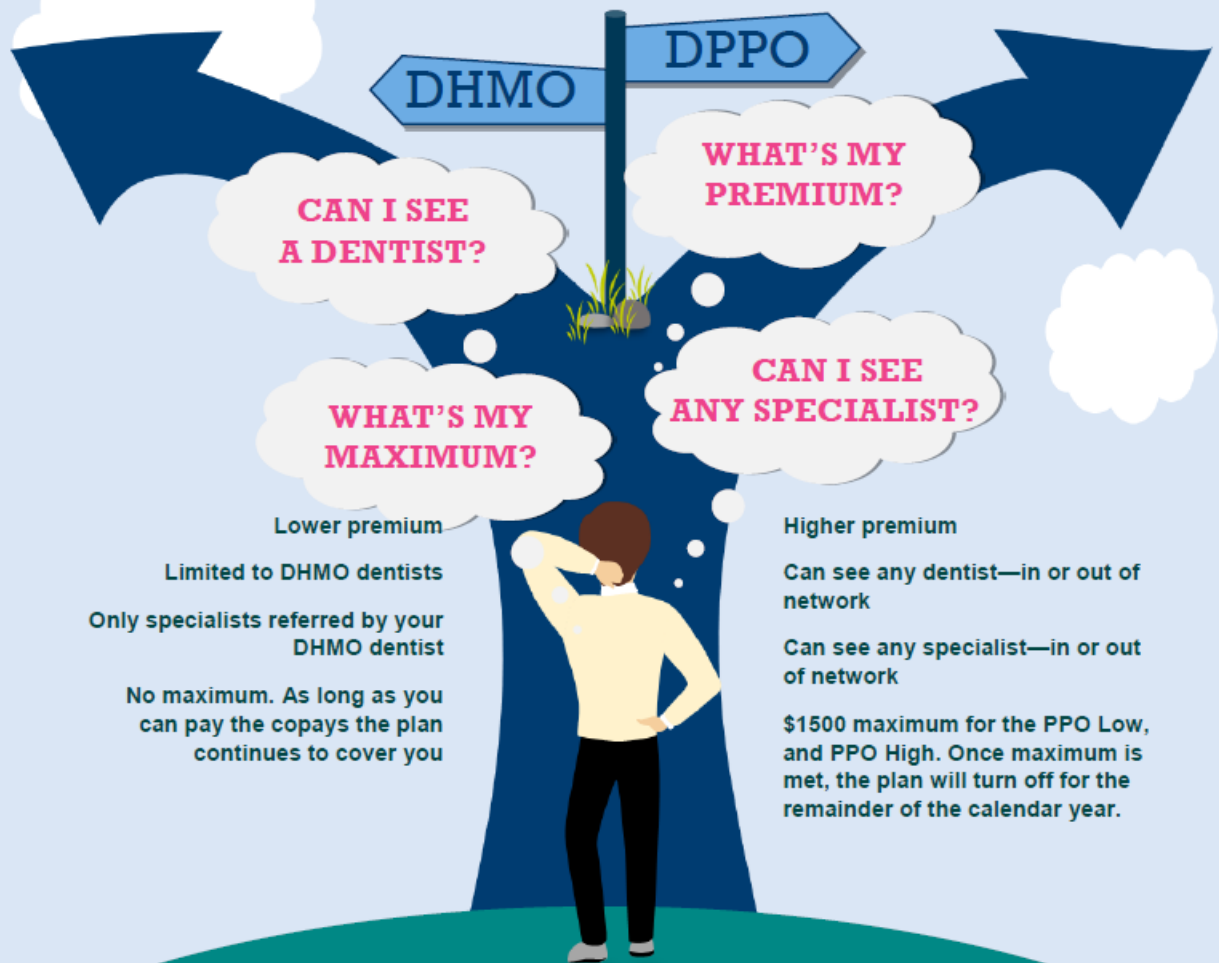 DHMO
DPPO
CAN I SEE
A DENTIST?
WHAT'S MY
PREMIUM?
WHAT'S MY
MAXIMUM?
CAN I SEE
ANY SPECIALIST?
Lower premium
Limited to DHMO dentists
Only specialists referred by your
DHMO dentist
No maximum. As long as you
can pay the copays the plan
continues to cover you
Higher premium
Can see any dentist—in or out of
network
Can see any specialist—in or out
of network
$1500 maximum for the PPO Low,
and PPO High. Once maximum is
met, the plan will turn off for the
remainder of the calendar year.